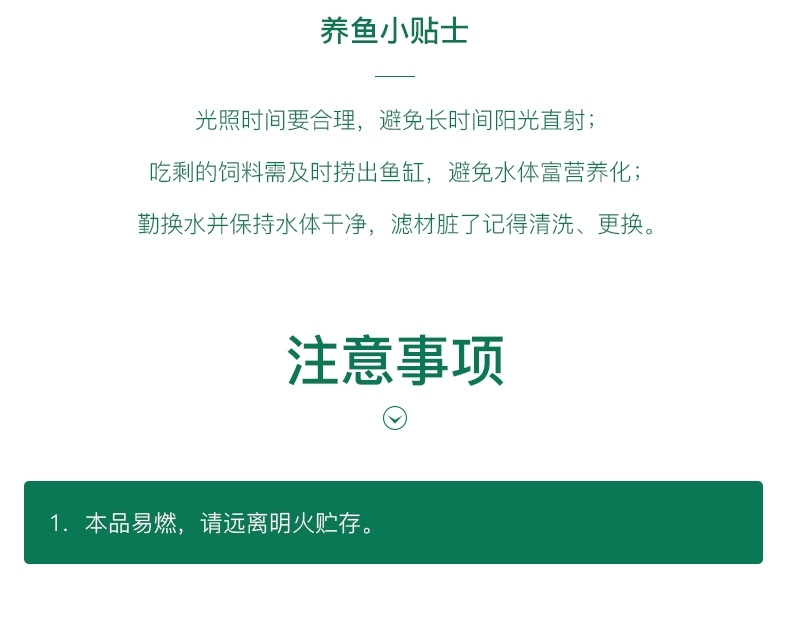 养鱼小贴士
光照时间要合理，避免长时间阳光直射；
吃剩的饲料需及时捞出鱼缸，避免水体富营养化；
勤换水并保持水体干净，滤材脏了记得清洗、更换。
注意事项
1. 本品易燃，请远离明火贮存。